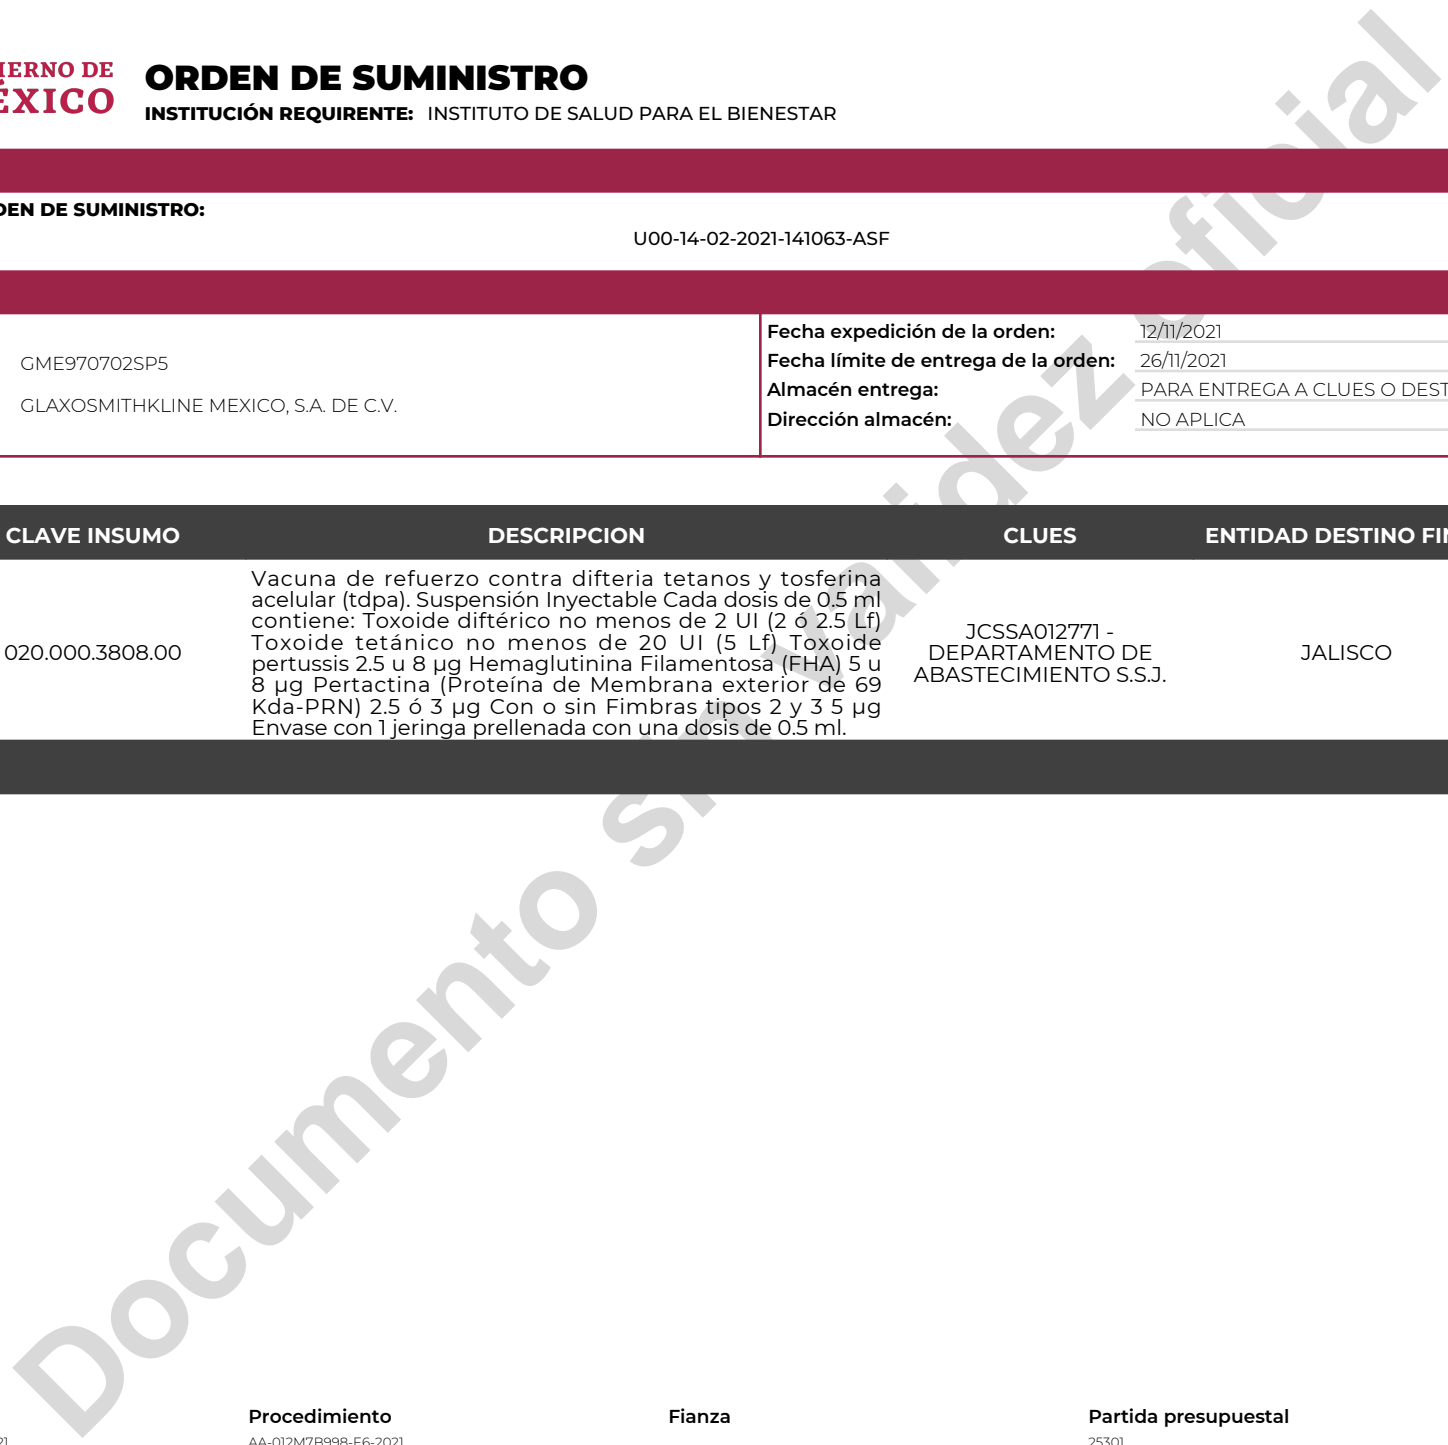 ORDEN DE SUMINISTRO
INSTITUCIÓN REQUIRENTE: INSTITUTO DE SALUD PARA EL BIENESTAR
DE SUMINISTRO:
U00-14-02-2021-141063-ASF
GME970702SP5
GLAXOSMITHKLINE MEXICO, S.A. DE C.V.
Fecha expedición de la orden: 12/11/2021
Fecha límite de entrega de la orden: 26/11/2021
Almacén entrega: PARA ENTREGA A CLUES O DEST
Dirección almacén: NO APLICA
CLAVE INSUMO DESCRIPCION CLUES ENTIDAD DESTINO FIN
020.000.3808.00
Vacuna de refuerzo contra difteria tetanos y tosferina
acelular (tdpa). Suspensión Inyectable Cada dosis de 0.5 ml
contiene: Toxoide diftérico no menos de 2 UI (2 ó 2.5 Lf)
Toxoide tetánico no menos de 20 UI (5 Lf) Toxoide
pertussis 2.5 u 8 µg Hemaglutinina Filamentosa (FHA) 5 u
8 µg Pertactina (Proteína de Membrana exterior de 69
Kda-PRN) 2.5 ó 3 µg Con o sin Fimbras tipos 2 y 3 5 µg
Envase con 1 jeringa prellenada con una dosis de 0.5 ml.
JCSSA012771 -
DEPARTAMENTO DE
ABASTECIMIENTO S.S.J.
JALISCO
Documento sin validez oficial
Procedimiento Fianza Partida presupuestal
AA-012M7B998-E6-2021 25301